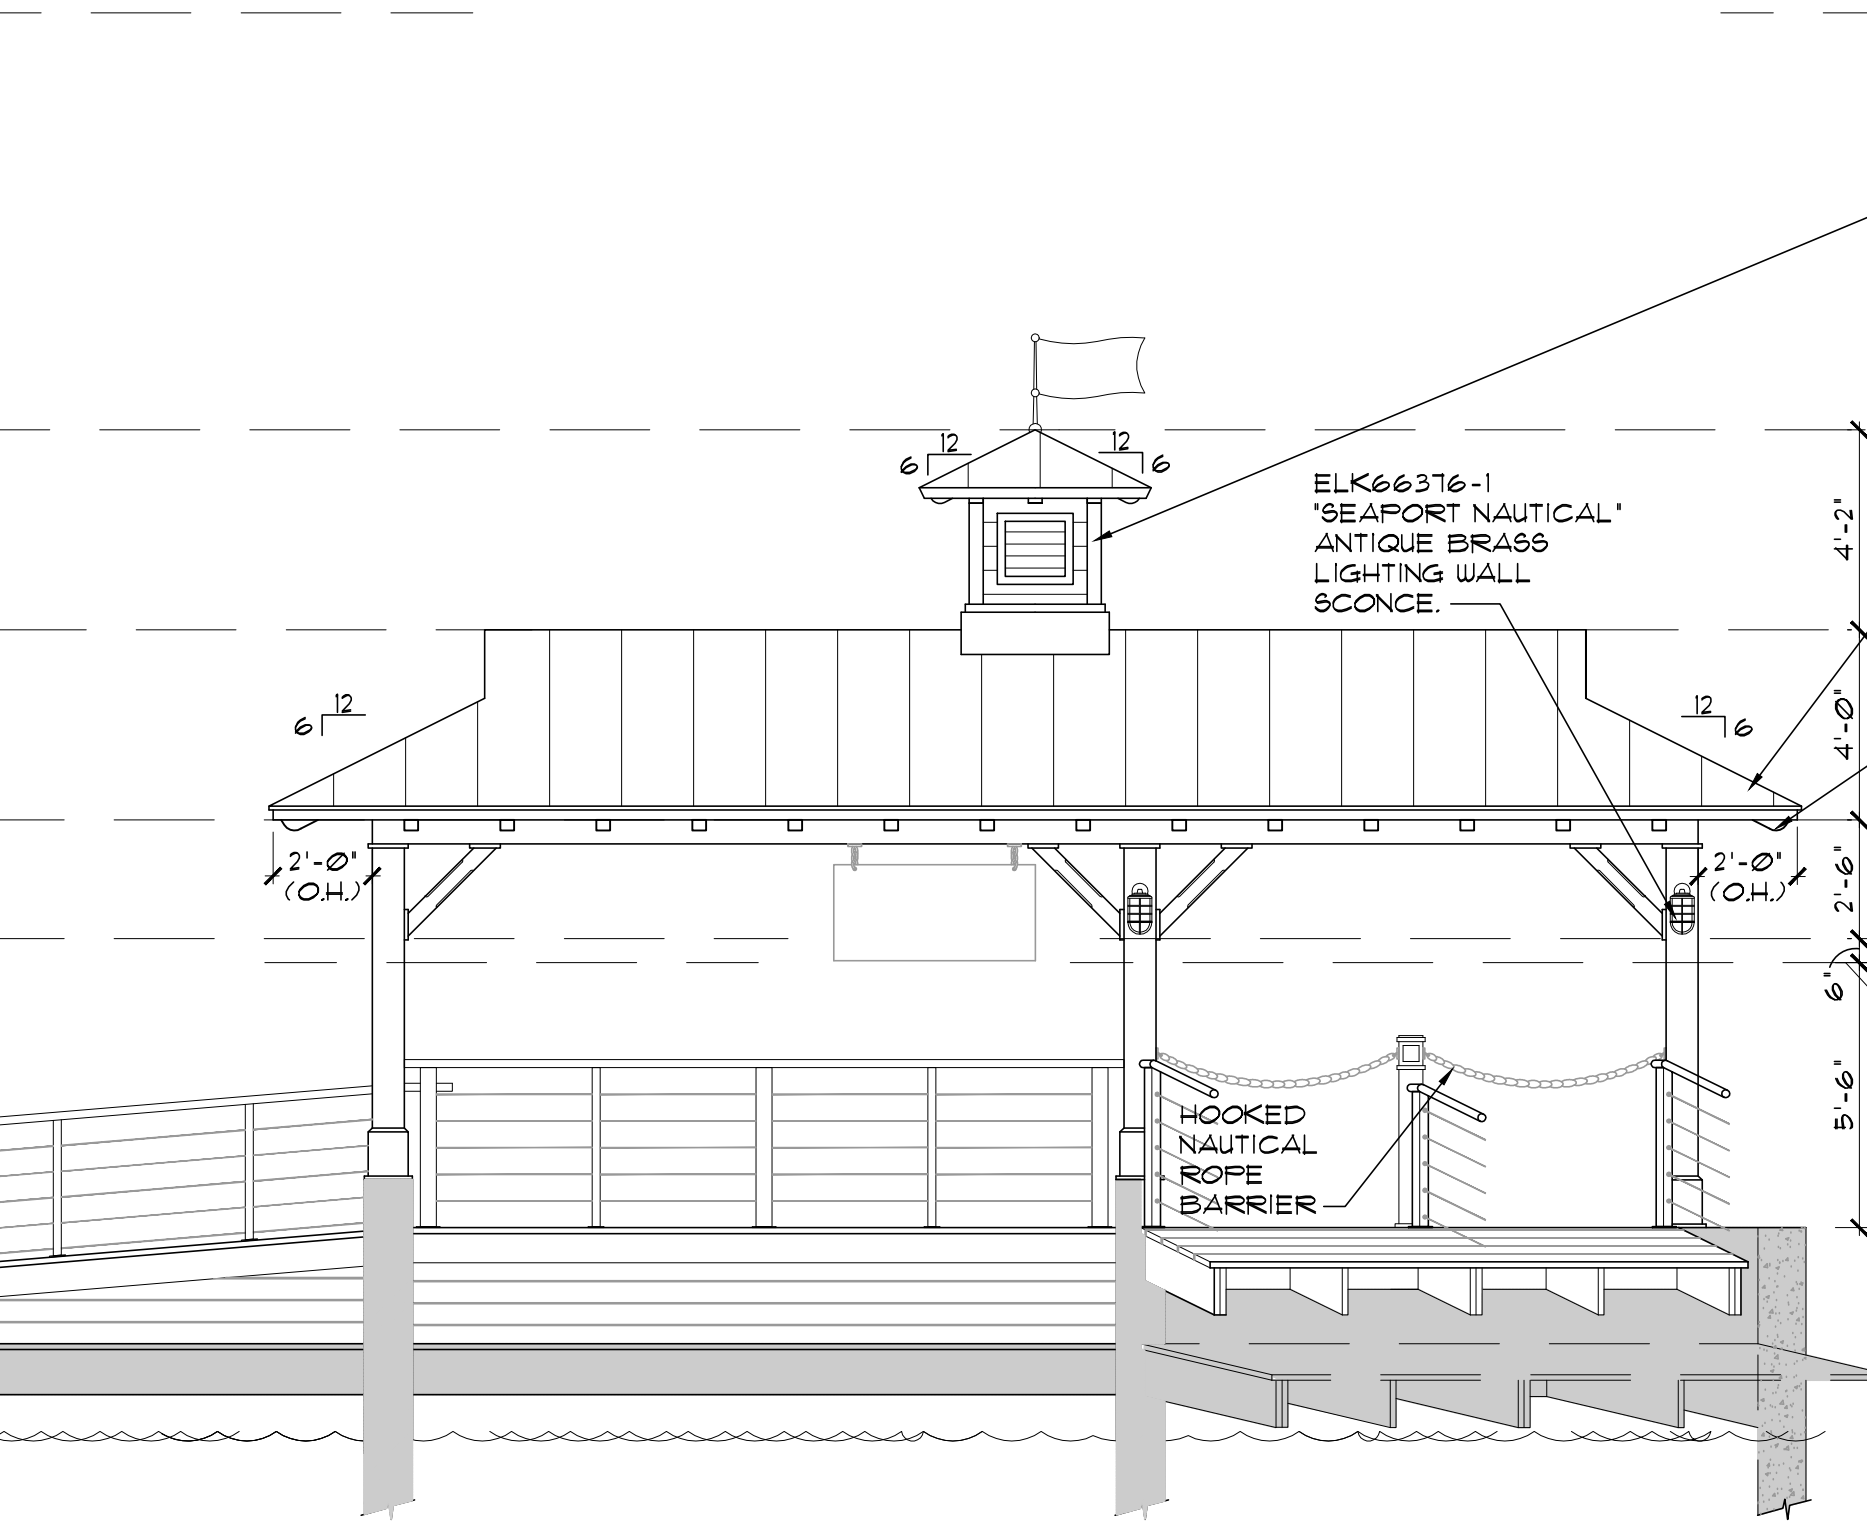 12
6
12
6
ELK66376-1
"SEAPORT NAUTICAL"
ANTIQUE BRASS
LIGHTING WALL
SCONCE.
4'-2"
12
6
12
6
4'-0"
2'-0"
(O.H.)
2'-0"
(O.H.)
2'-6"
6"
HOOKED
NAUTICAL
ROPE
BARRIER
5'-6"